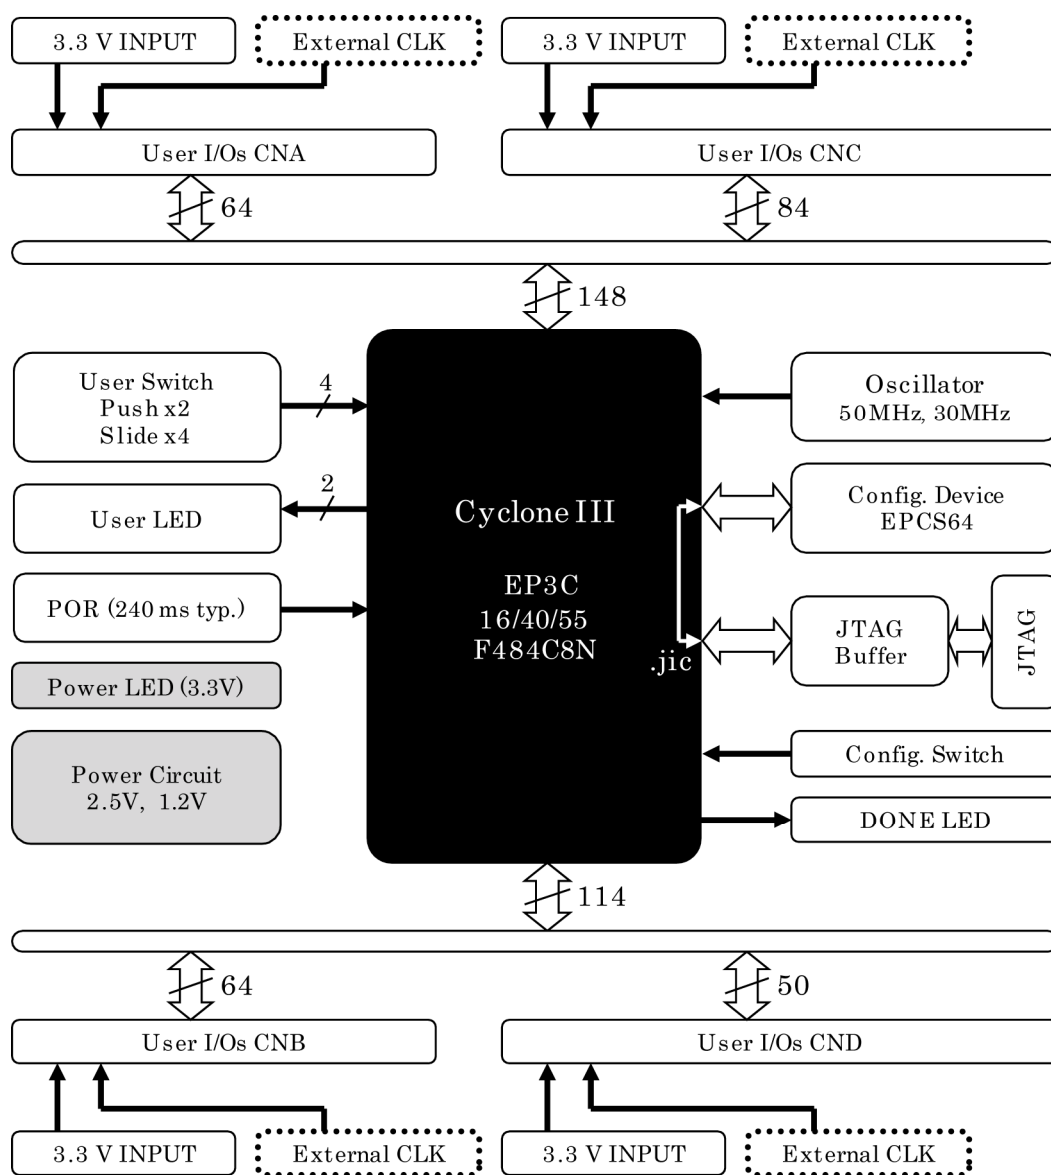 3.3 V INPUT
External CLK
3.3 V INPUT
External CLK
User I/Os CNA
User I/Os CNC
64
84
148
User Switch
Push x2
Slide x4
4
Oscillator
50MHz, 30MHz
User LED
2
Cyclone III
Config. Device
EPCS64
POR (240 ms typ.)
EP3C
16/40/55
F484C8N
.jic
JTAG
Buffer
JTAG
Power LED (3.3V)
Power Circuit
2.5V, 1.2V
Config. Switch
DONE LED
114
64
50
User I/Os CNB
User I/Os CND
3.3 V INPUT
External CLK
3.3 V INPUT
External CLK